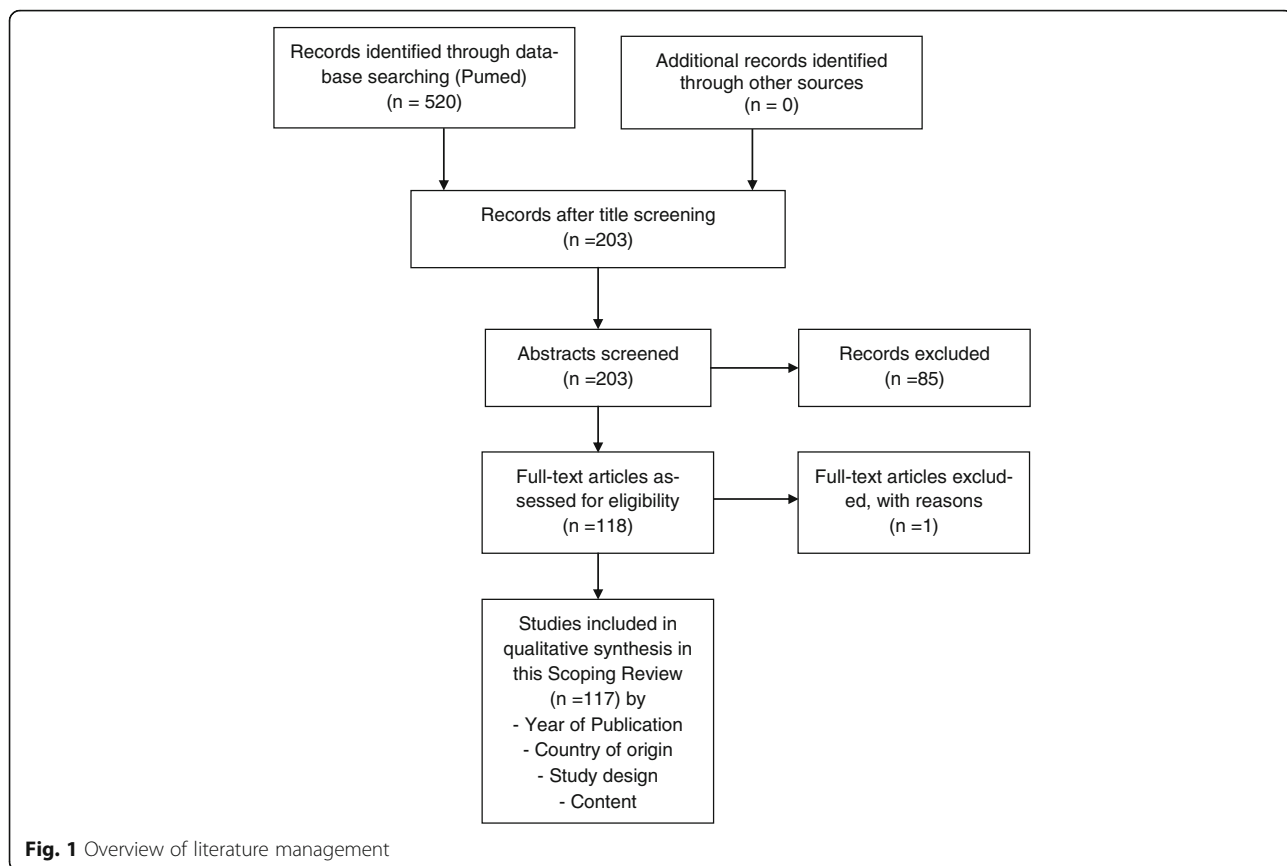 Records identified through data-
base searching (Pumed)
(n = 520)
Additional records identified
through other sources
(n = 0)
Records after title screening
(n =203)
Abstracts screened
(n =203)
Records excluded
(n =85)
Full-text articles as-
sessed for eligibility
(n =118)
Full-text articles exclud-
ed, with reasons
(n =1)
Studies included in
qualitative synthesis in
this Scoping Review
(n =117) by
- Year of Publication
- Country of origin
- Study design
- Content
Fig. 1 Overview of literature management